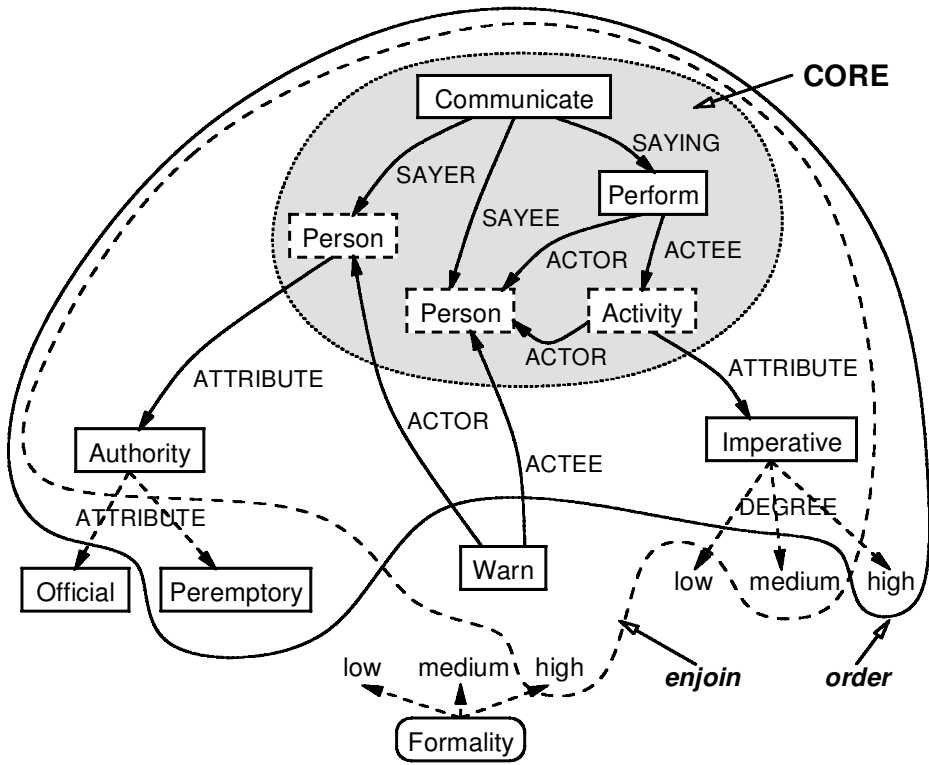 CORE
Communicate
SAYING
SAYER
Perform
SAYEE
Person
ACTOR
ACTEE
Person
Activity
ACTOR
ATTRIBUTE
ATTRIBUTE
ACTOR
Authority
Imperative
ACTEE
ATTRIBUTE
DEGREE
Official
Peremptory
Warn
low
medium
high
low
medium
high
enjoin
order
Formality